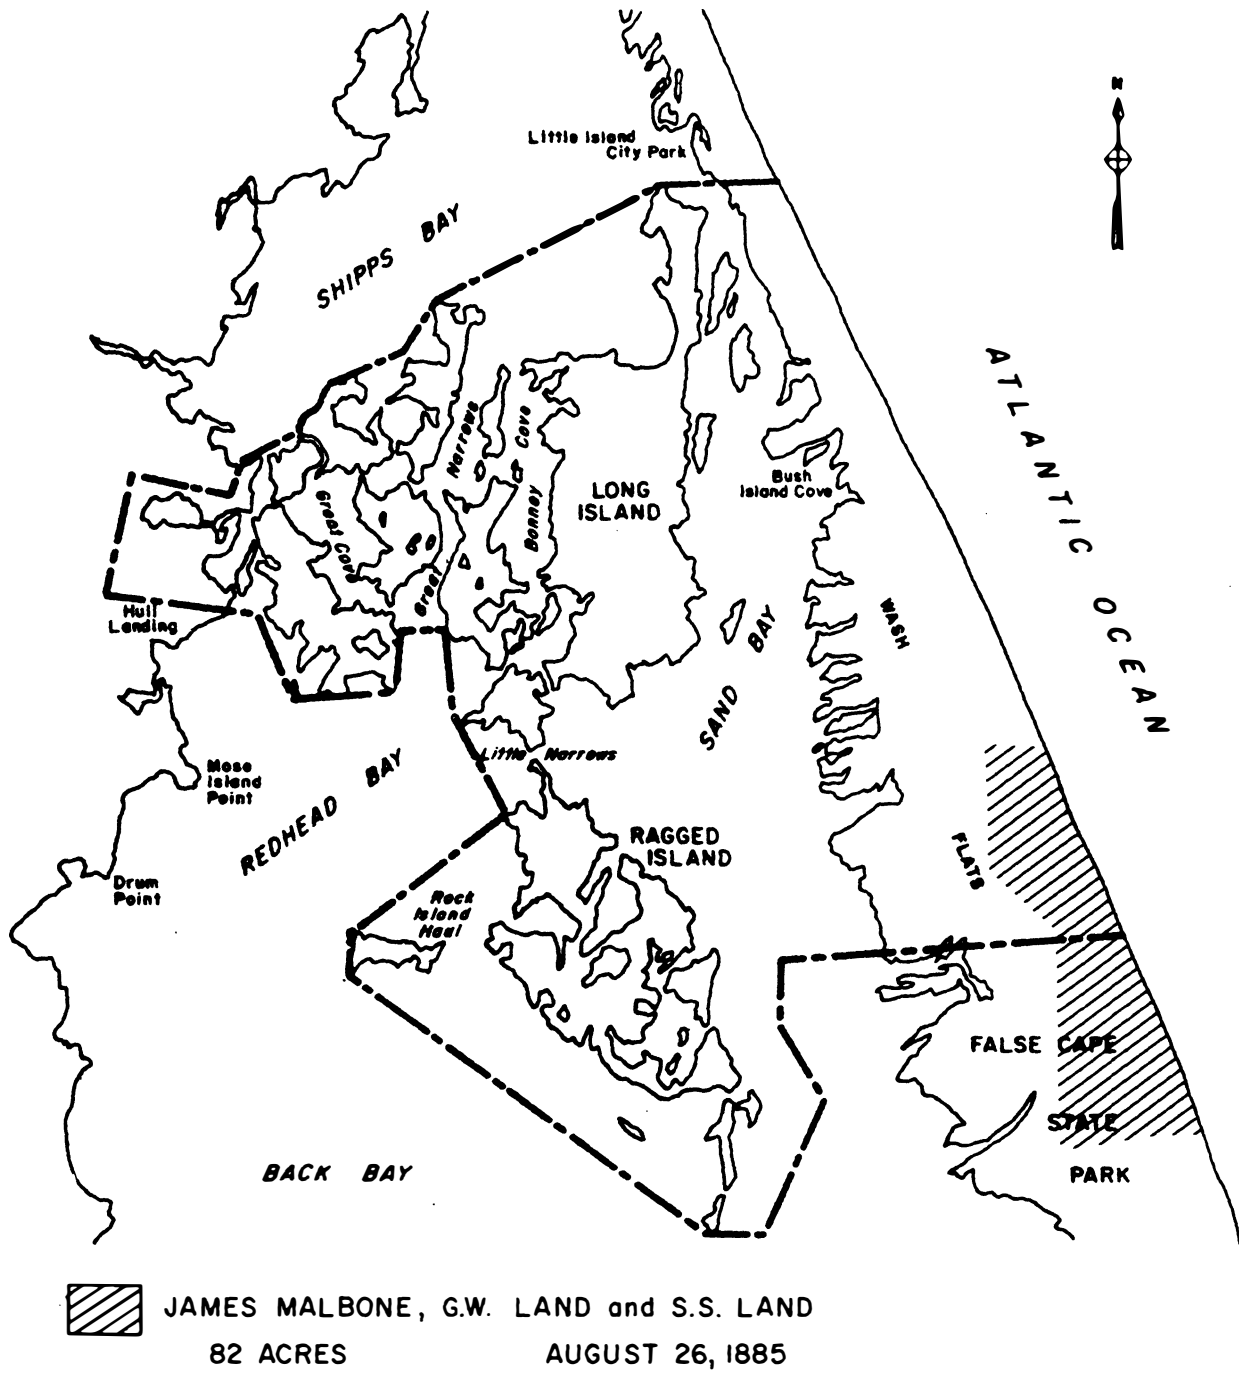 N
Little Island
City Park
SHIPPS BAY
ATLANTIC OCEAN
Narrows
Cove
Bonney
Great Cove
Great
LONG
ISLAND
Bush
Island Cove
Hull
Landing
WASH
SAND BAY
Little Narrows
Mose
Island
Point
REDHEAD BAY
RAGGED
ISLAND
FLATS
Drum
Point
Rock
Island
Haul
FALSE CAPE
STATE
PARK
BACK BAY
JAMES MALBONE, G.W. LAND and S.S. LAND
82 ACRES AUGUST 26, 1885